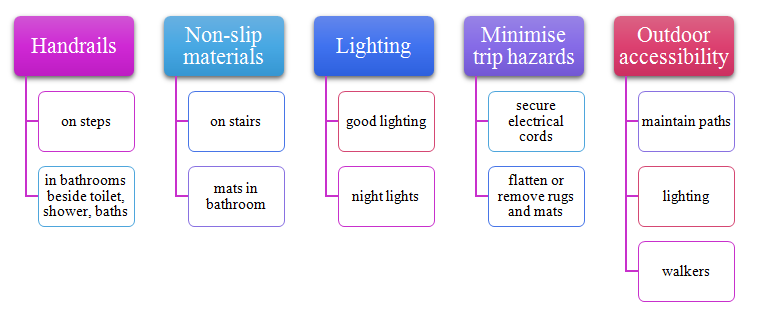 Handrails
on steps
in bathrooms
beside toilet,
shower, baths
Non-slip
materials
on stairs
mats in
bathroom
Lighting
good lighting
night lights
Minimise
trip hazards
secure
electrical
cords
flatten or
remove rugs
and mats
Outdoor
accessibility
maintain paths
lighting
walkers